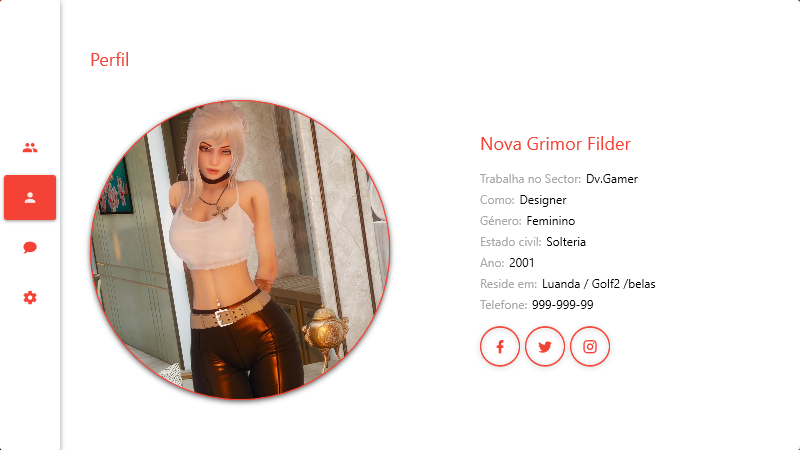 Perfil
Nova Grimor Filder
Trabalha no Sector: Dv.Gamer
Como: Designer
Género: Feminino
Estado civil: Solteria
Ano: 2001
Reside em: Luanda / Golf2 /belas
Telefone: 999-999-99